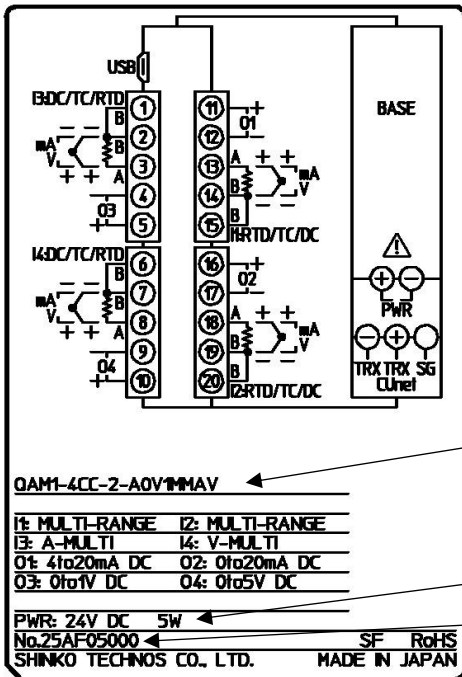 USB
I3:DC/TC/RTD
B
B
A
mA
V
− −
+ +
1
2
3
4
5
−
+
O3
I4:DC/TC/RTD
B
B
A
mA
V
− −
+ +
6
7
8
9
10
−
+
O4
11
12
13
14
15
+
−
O1
A
B
B
+ +
− −
mA
V
I1:RTD/TC/DC
16
17
18
19
20
+
−
O2
A
B
B
+ +
− −
mA
V
I2:RTD/TC/DC
BASE
+ −
PWR
− +
TRX TRX SG
CUnet
QAM1-4CC-2-A0V1MMAV
I1: MULTI-RANGE I2: MULTI-RANGE
I3: A-MULTI I4: V-MULTI
O1: 4to20mA DC O2: 0to20mA DC
O3: 0to1V DC O4: 0to5V DC
PWR: 24V DC 5W
No.25AF05000 SF RoHS
SHINKO TECHNOS CO., LTD. MADE IN JAPAN